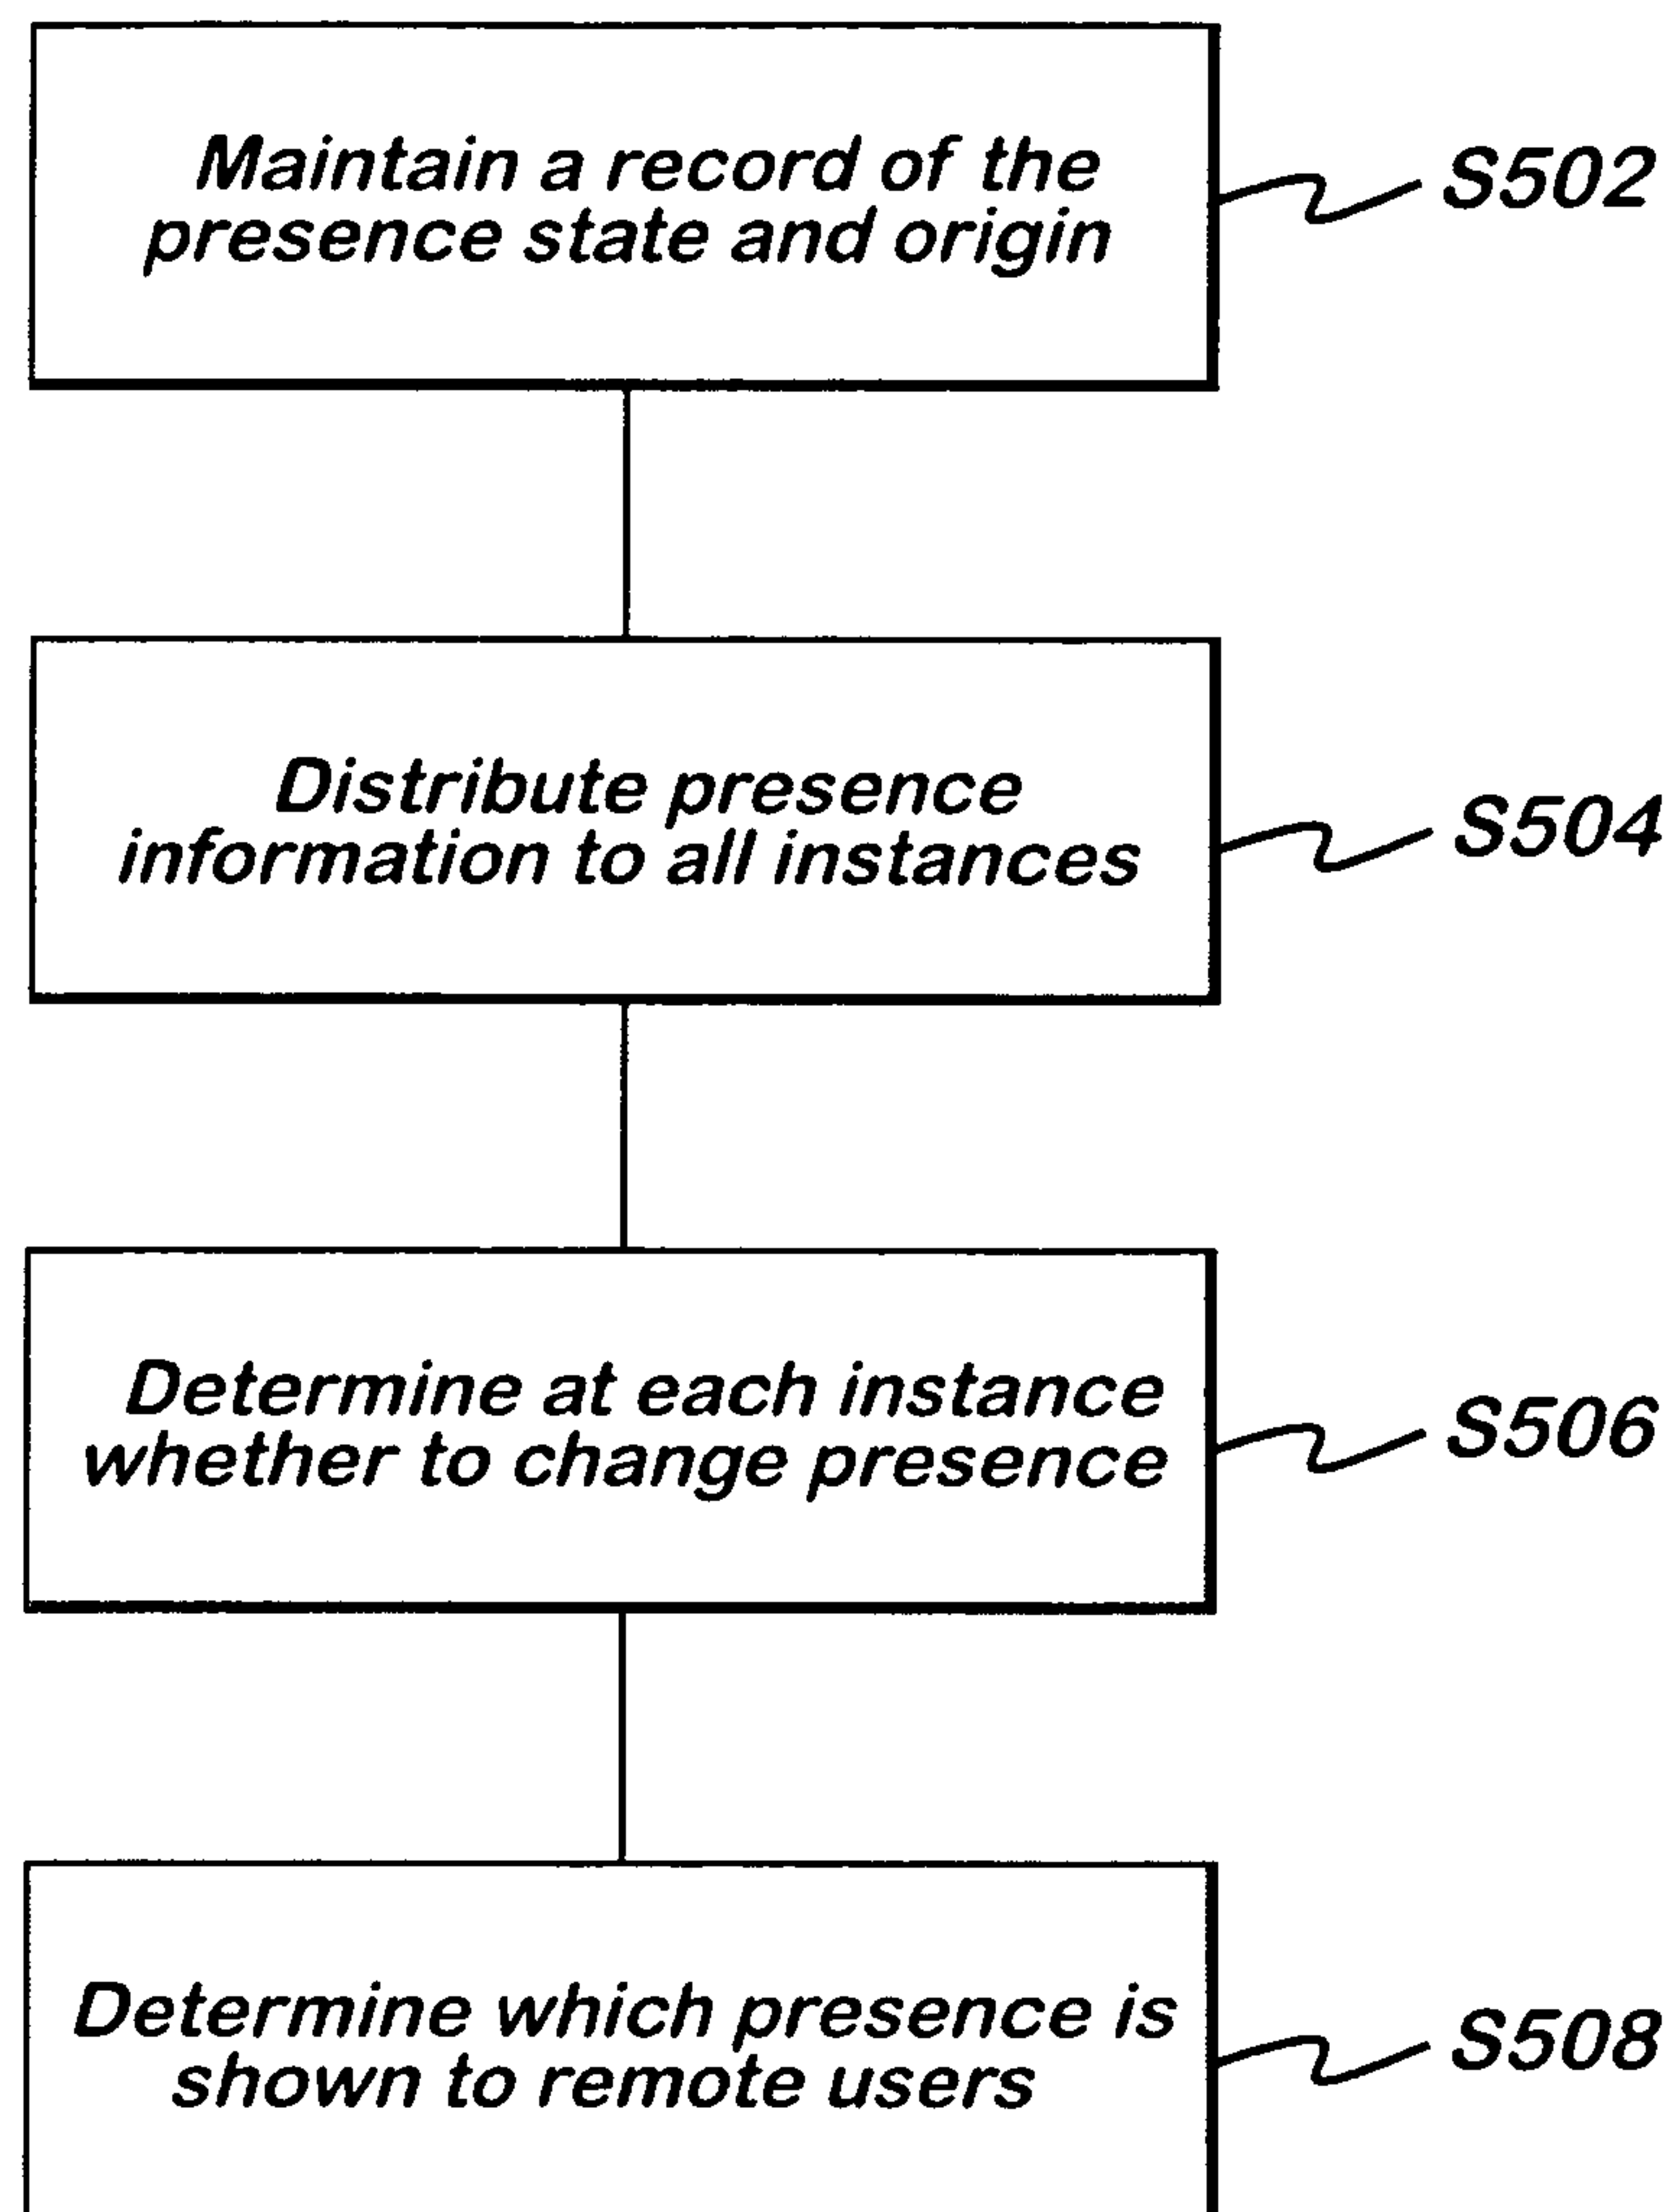 Maintain a record of the
presence state and origin
S502
Distribute presence
information to all instances
S504
Determine at each instance
whether to change presence
S506
Determine which presence is
shown to remote users
S508